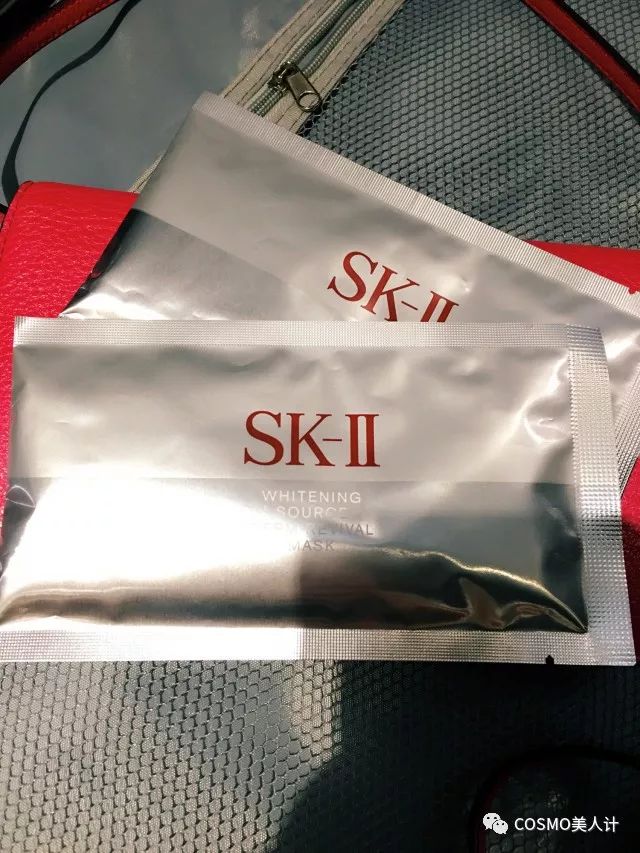 SK-II
SK-II
WHITENING
SOURCE
REVIVAL
MASK
COSMO美人计